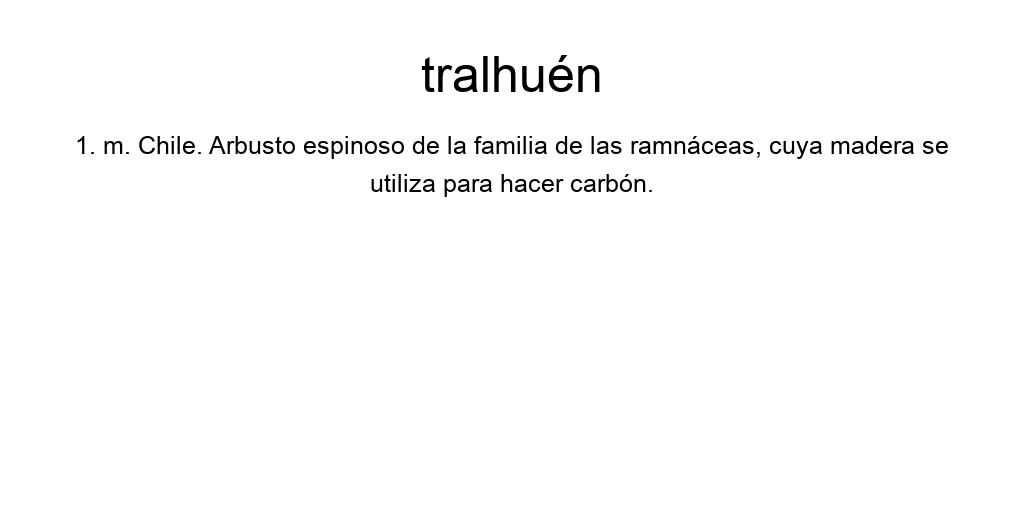 tralhuén
1. m. Chile. Arbusto espinoso de la familia de las ramnáceas, cuya madera se
utiliza para hacer carbón.